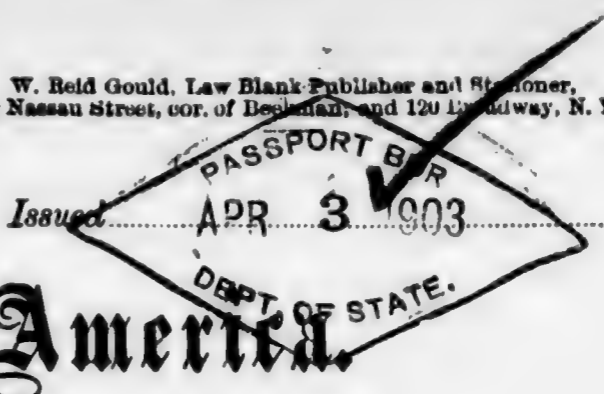 W. Reid Gould, Law Blank Publisher and Stationer,
Nassau Street, cor. of Beekman, and 120 Broadway, N.
PASSPORT BUR
Issued
APR 3 1903
DEPT. OF STATE.
America.